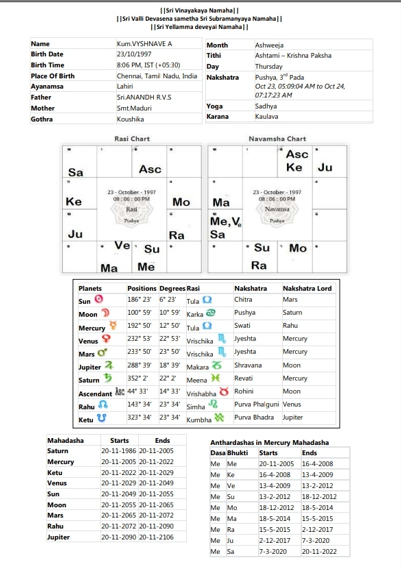 ||Sri Vinayakaya Namaha||
||Sri Valli Devasena sametha Sri Subramanyaya Namaha||
||Sri Yellamma deveyai Namaha||
Name Kum.VYSHNAVE A
Birth Date 23/10/1997
Birth Time 8:06 PM, IST (+05:30)
Place Of Birth Chennai, Tamil Nadu, India
Ayanamsa Lahiri
Father Sri.ANANDH R.V.S
Mother Smt.Maduri
Gothra Koushika
Month Ashweeja
Tithi Ashtami – Krishna Paksha
Day Thursday
Nakshatra Pushya, 3rd Pada
Oct 23, 05:09:04 AM to Oct 24,
07:17:23 AM
Yoga Sadhya
Karana Kaulava
Rasi Chart
Sa Asc
Ke Mo
23 - October - 1997
08 : 06 : 00 PM
Rasi
Pushya
Ju Ra
Ve Su
Ma Me
Navamsha Chart
Asc
Ke Ju
Ma
23 - October - 1997
08 : 06 : 00 PM
Navamsa
Pushya
Me,Ve
Sa
Su Mo
Ra
Planets Positions Degrees Rasi Nakshatra Nakshatra Lord
Sun 186° 23' 6° 23' Tula Chitra Mars
Moon 100° 59' 10° 59' Karka Pushya Saturn
Mercury 192° 50' 12° 50' Tula Swati Rahu
Venus 232° 53' 22° 53' Vrischika Jyeshta Mercury
Mars 233° 50' 23° 50' Vrischika Jyeshta Mercury
Jupiter 288° 39' 18° 39' Makara Shravana Moon
Saturn 352° 2' 22° 2' Meena Revati Mercury
Ascendant Asc 44° 33' 14° 33' Vrishabha Rohini Moon
Rahu 143° 34' 23° 34' Simha Purva Phalguni Venus
Ketu 323° 34' 23° 34' Kumbha Purva Bhadra Jupiter
Mahadasha Starts Ends
Saturn 20-11-1986 20-11-2005
Mercury 20-11-2005 20-11-2022
Ketu 20-11-2022 20-11-2029
Venus 20-11-2029 20-11-2049
Sun 20-11-2049 20-11-2055
Moon 20-11-2055 20-11-2065
Mars 20-11-2065 20-11-2072
Rahu 20-11-2072 20-11-2090
Jupiter 20-11-2090 20-11-2106
Anthardashas in Mercury Mahadasha
Dasa Bhukti Starts Ends
Me Me 20-11-2005 16-4-2008
Me Ke 16-4-2008 13-4-2009
Me Ve 13-4-2009 13-2-2012
Me Su 13-2-2012 18-12-2012
Me Mo 18-12-2012 18-5-2014
Me Ma 18-5-2014 15-5-2015
Me Ra 15-5-2015 2-12-2017
Me Ju 2-12-2017 7-3-2020
Me Sa 7-3-2020 20-11-2022